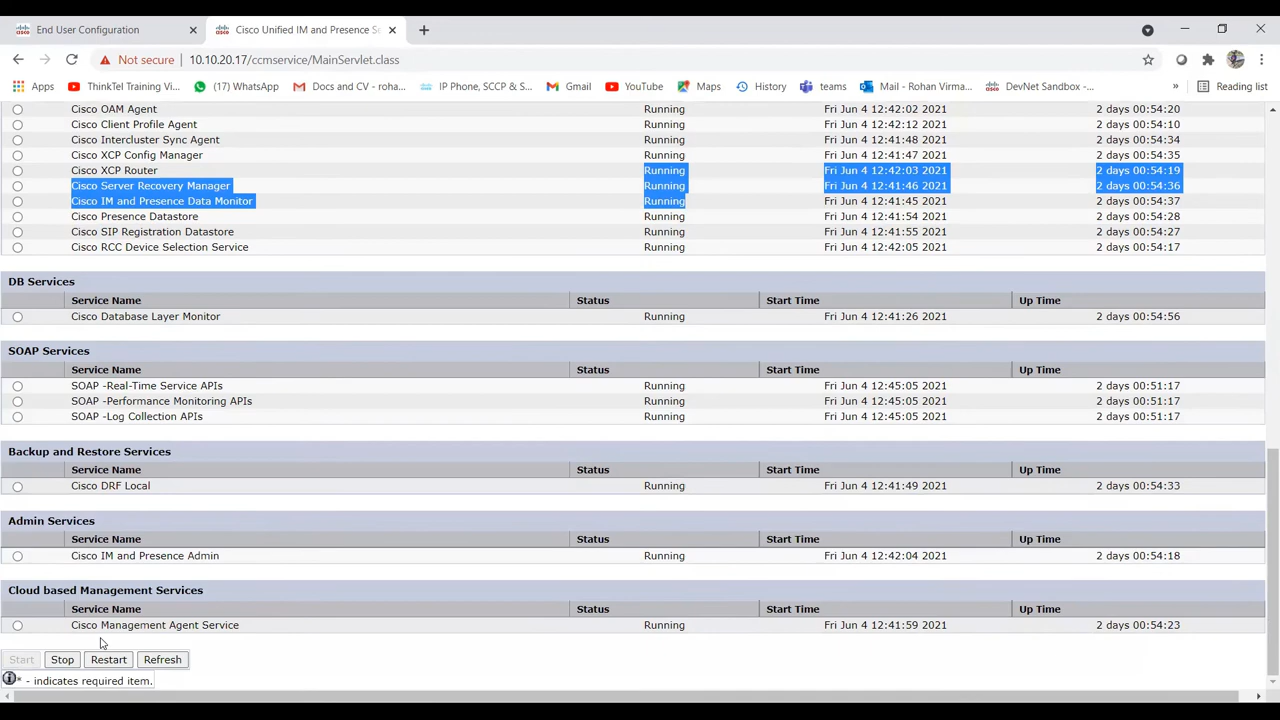 End User Configuration
Cisco Unified IM and Presence Se
Not secure 10.10.20.17/ccmservice/MainServlet.class
Apps ThinkTel Training Vi... (17) WhatsApp Docs and CV - roha... IP Phone, SCCP & S... Gmail YouTube Maps History teams Mail - Rohan Virma... DevNet Sandbox -... » Reading list
Cisco OAM Agent Running Fri Jun 4 12:42:02 2021 2 days 00:54:20
Cisco Client Profile Agent Running Fri Jun 4 12:42:12 2021 2 days 00:54:10
Cisco Intercluster Sync Agent Running Fri Jun 4 12:41:48 2021 2 days 00:54:34
Cisco XCP Config Manager Running Fri Jun 4 12:41:47 2021 2 days 00:54:35
Cisco XCP Router Running Fri Jun 4 12:42:03 2021 2 days 00:54:19
Cisco Server Recovery Manager Running Fri Jun 4 12:41:46 2021 2 days 00:54:36
Cisco IM and Presence Data Monitor Running Fri Jun 4 12:41:45 2021 2 days 00:54:37
Cisco Presence Datastore Running Fri Jun 4 12:41:54 2021 2 days 00:54:28
Cisco SIP Registration Datastore Running Fri Jun 4 12:41:55 2021 2 days 00:54:27
Cisco RCC Device Selection Service Running Fri Jun 4 12:42:05 2021 2 days 00:54:17
DB Services
Service Name Status Start Time Up Time
Cisco Database Layer Monitor Running Fri Jun 4 12:41:26 2021 2 days 00:54:56
SOAP Services
Service Name Status Start Time Up Time
SOAP -Real-Time Service APIs Running Fri Jun 4 12:45:05 2021 2 days 00:51:17
SOAP -Performance Monitoring APIs Running Fri Jun 4 12:45:05 2021 2 days 00:51:17
SOAP -Log Collection APIs Running Fri Jun 4 12:45:05 2021 2 days 00:51:17
Backup and Restore Services
Service Name Status Start Time Up Time
Cisco DRF Local Running Fri Jun 4 12:41:49 2021 2 days 00:54:33
Admin Services
Service Name Status Start Time Up Time
Cisco IM and Presence Admin Running Fri Jun 4 12:42:04 2021 2 days 00:54:18
Cloud based Management Services
Service Name Status Start Time Up Time
Cisco Management Agent Service Running Fri Jun 4 12:41:59 2021 2 days 00:54:23
Start Stop Restart Refresh
* - indicates required item.